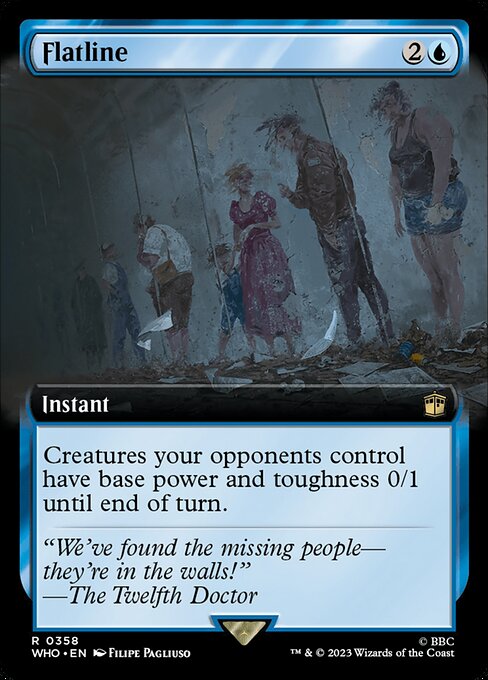 Flatline 2
Instant
Creatures your opponents control
have base power and toughness 0/1
until end of turn.
“We’ve found the missing people—
they’re in the walls!”
—The Twelfth Doctor
R 0358
WHO • EN Filipe Pagliuso
© BBC
™ & © 2023 Wizards of the Coast